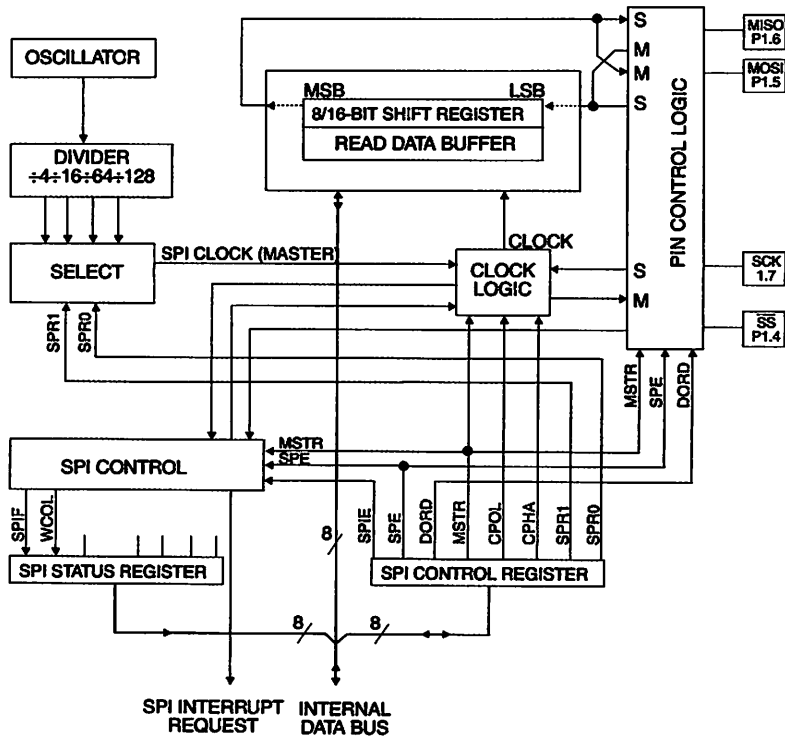 OSCILLATOR
DIVIDER
÷4÷16÷64÷128
SELECT
SPI CLOCK (MASTER)
SPR1
SPR0
MSB
LSB
8/16-BIT SHIFT REGISTER
READ DATA BUFFER
CLOCK
CLOCK
LOGIC
S
M
M
S
S
M
PIN CONTROL LOGIC
MISO
P1.6
MOSI
P1.5
SCK
1.7
SS
P1.4
MSTR
SPE
DORD
SPI CONTROL
MSTR
SPE
SPIF
WCOL
SPI STATUS REGISTER
8
SPIE
SPE
DORD
MSTR
CPOL
CPHA
SPR1
SPR0
SPI CONTROL REGISTER
8
8
SPI INTERRUPT
REQUEST
INTERNAL
DATA BUS